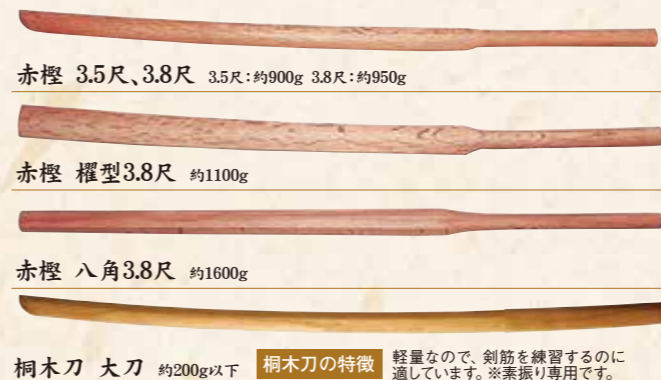 赤樫 3.5尺、3.8尺 3.5尺：約900g 3.8尺：約950g
赤樫 櫂型3.8尺 約1100g
赤樫 八角3.8尺 約1600g
桐木刀 大刀 約200g以下
桐木刀の特徴
軽量なので、剣筋を練習するのに
適しています。※素振り専用です。